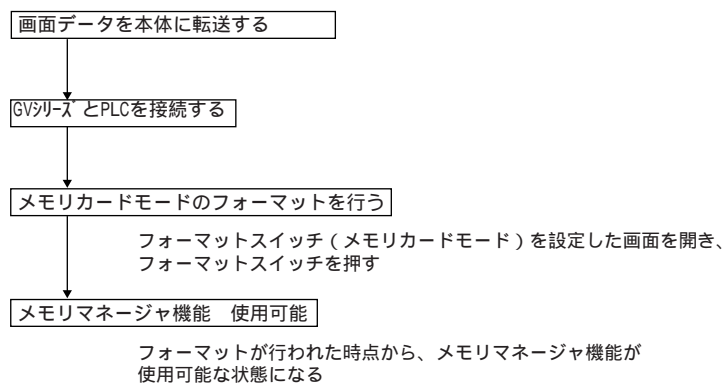 画面データを本体に転送する
GVｼﾘｰｽﾞとPLCを接続する
メモリカードモードのフォーマットを行う
フォーマットスイッチ（メモリカードモード）を設定した画面を開き、
フォーマットスイッチを押す
メモリマネージャ機能　使用可能
フォーマットが行われた時点から、メモリマネージャ機能が
使用可能な状態になる